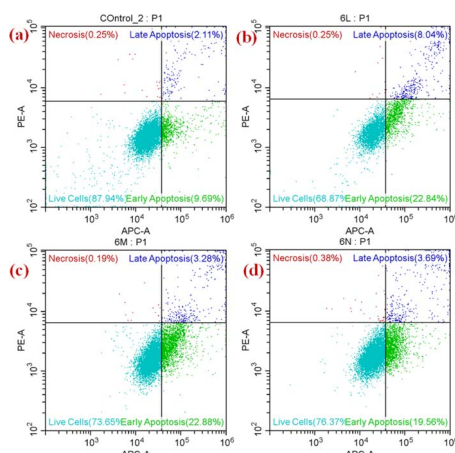 COntrol_2 : P1
(a)
Necrosis(0.25%) Late Apoptosis(2.11%)
10^5
10^4
10^3
10^2
PE-A
Live Cells(87.94%) Early Apoptosis(9.69%)
10^3 10^4 10^5 10^6
APC-A
6L : P1
(b)
Necrosis(0.25%) Late Apoptosis(8.04%)
10^5
10^4
10^3
10^2
PE-A
Live Cells(68.87% Early Apoptosis(22.84%)
10^3 10^4 10^5 10^6
APC-A
6M : P1
(c)
Necrosis(0.19%) Late Apoptosis(3.28%)
10^5
10^4
10^3
10^2
PE-A
Live Cells(73.65% Early Apoptosis(22.88%)
10^3 10^4 10^5 10^6
APC-A
6N : P1
(d)
Necrosis(0.38%) Late Apoptosis(3.69%)
10^5
10^4
10^3
10^2
PE-A
Live Cells(76.37% Early Apoptosis(19.56%)
10^3 10^4 10^5 10^6
APC-A